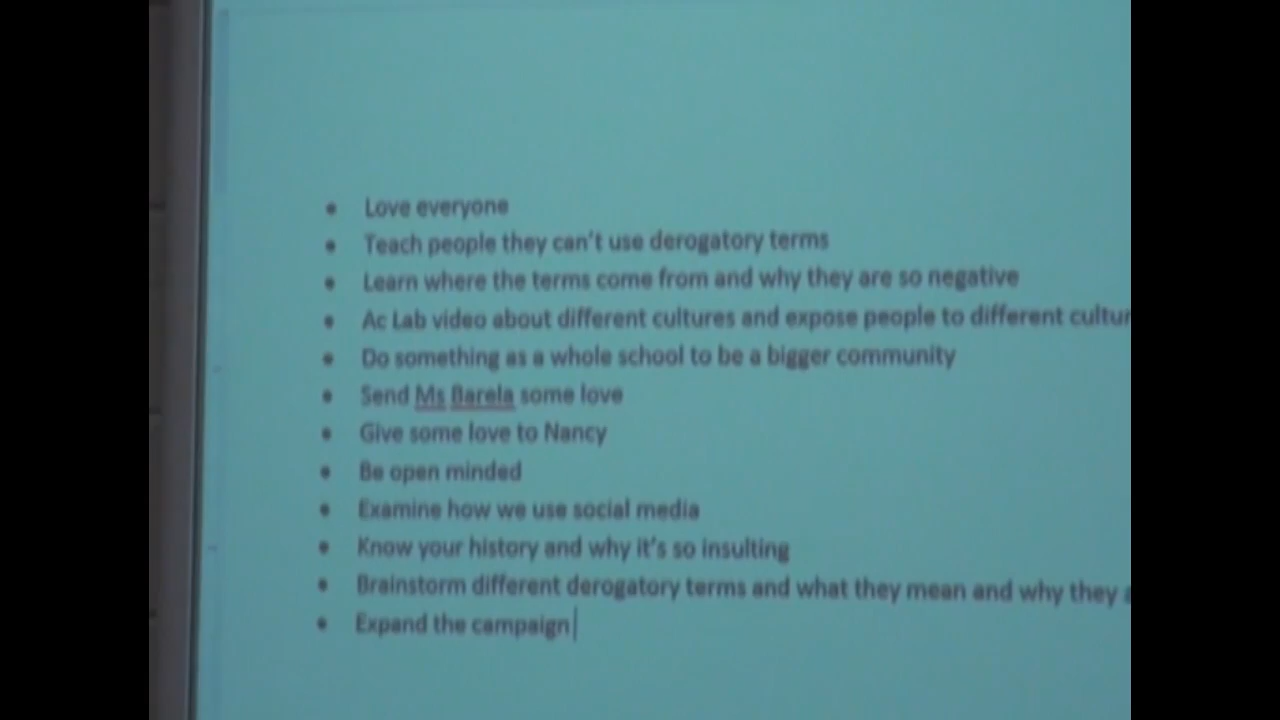 Love everyone
Teach people they can't use derogatory terms
Learn where the terms come from and why they are so negative
Ac Lab video about different cultures and expose people to different cultur
Do something as a whole school to be a bigger community
Send Ms Barela some love
Give some love to Nancy
Be open minded
Examine how we use social media
Know your history and why it's so insulting
Brainstorm different derogatory terms and what they mean and why they
Expand the campaign